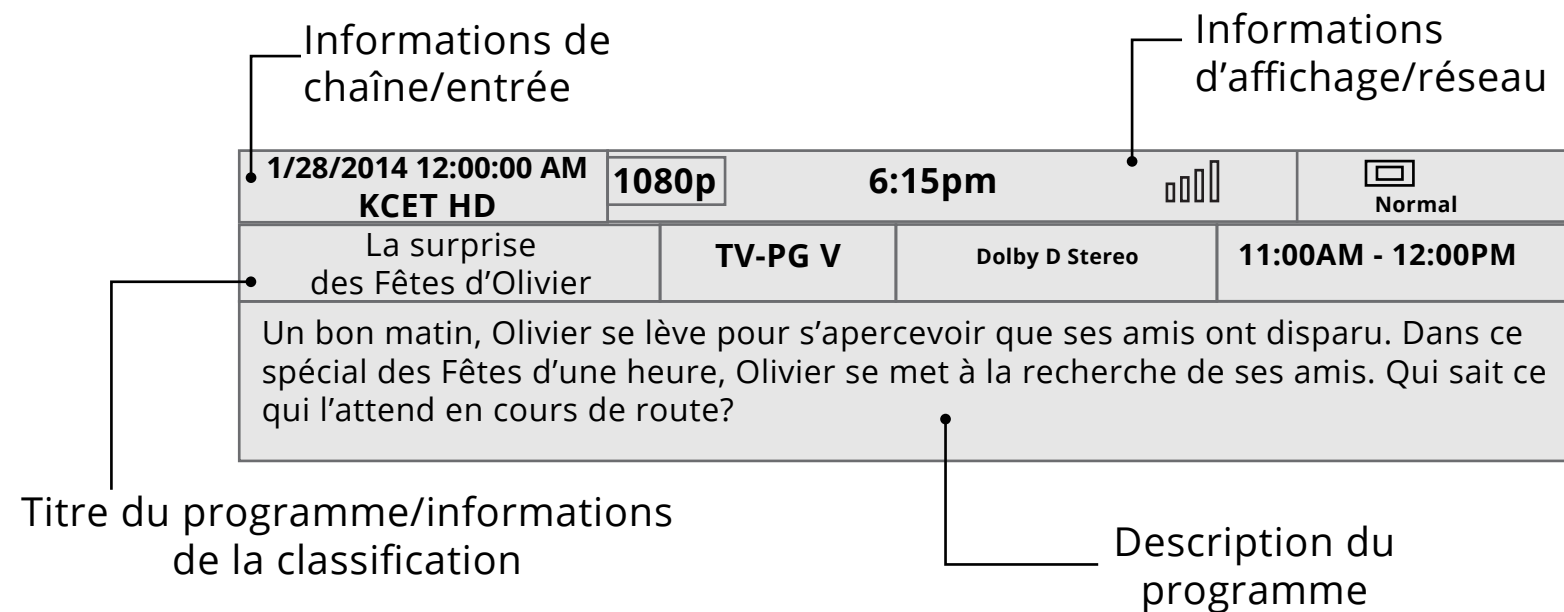 Informations de
chaîne/entrée
Informations
d’affichage/réseau
1/28/2014 12:00:00 AM
KCET HD
1080p
6:15pm
Normal
La surprise
des Fêtes d’Olivier
TV-PG V
Dolby D Stereo
11:00AM - 12:00PM
Un bon matin, Olivier se lève pour s’apercevoir que ses amis ont disparu. Dans ce
spécial des Fêtes d’une heure, Olivier se met à la recherche de ses amis. Qui sait ce
qui l’attend en cours de route?
Titre du programme/informations
de la classification
Description du
programme